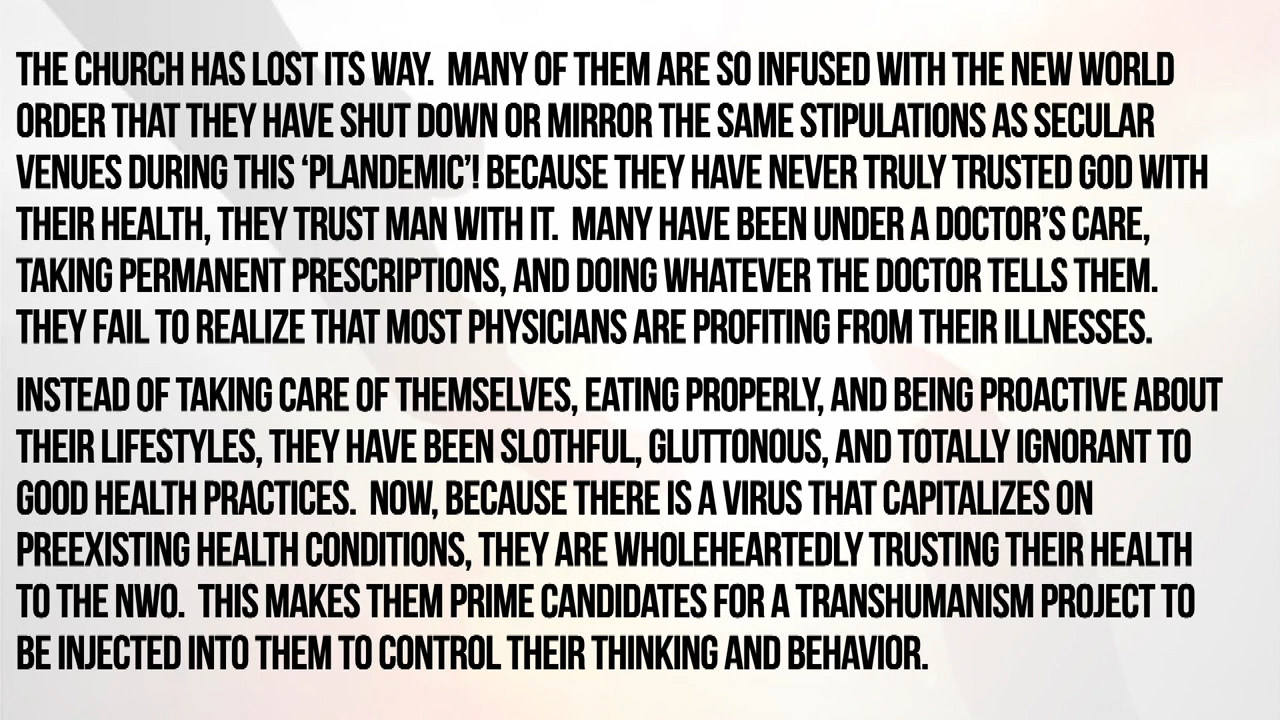 THE CHURCH HAS LOST ITS WAY.  MANY OF THEM ARE SO INFUSED WITH THE NEW WORLD
ORDER THAT THEY HAVE SHUT DOWN OR MIRROR THE SAME STIPULATIONS AS SECULAR
VENUES DURING THIS ‘PLANDEMIC’! BECAUSE THEY HAVE NEVER TRULY TRUSTED GOD WITH
THEIR HEALTH, THEY TRUST MAN WITH IT.  MANY HAVE BEEN UNDER A DOCTOR’S CARE,
TAKING PERMANENT PRESCRIPTIONS, AND DOING WHATEVER THE DOCTOR TELLS THEM.
THEY FAIL TO REALIZE THAT MOST PHYSICIANS ARE PROFITING FROM THEIR ILLNESSES.
INSTEAD OF TAKING CARE OF THEMSELVES, EATING PROPERLY, AND BEING PROACTIVE ABOUT
THEIR LIFESTYLES, THEY HAVE BEEN SLOTHFUL, GLUTTONOUS, AND TOTALLY IGNORANT TO
GOOD HEALTH PRACTICES.  NOW, BECAUSE THERE IS A VIRUS THAT CAPITALIZES ON
PREEXISTING HEALTH CONDITIONS, THEY ARE WHOLEHEARTEDLY TRUSTING THEIR HEALTH
TO THE NWO.  THIS MAKES THEM PRIME CANDIDATES FOR A TRANSHUMANISM PROJECT TO
BE INJECTED INTO THEM TO CONTROL THEIR THINKING AND BEHAVIOR.